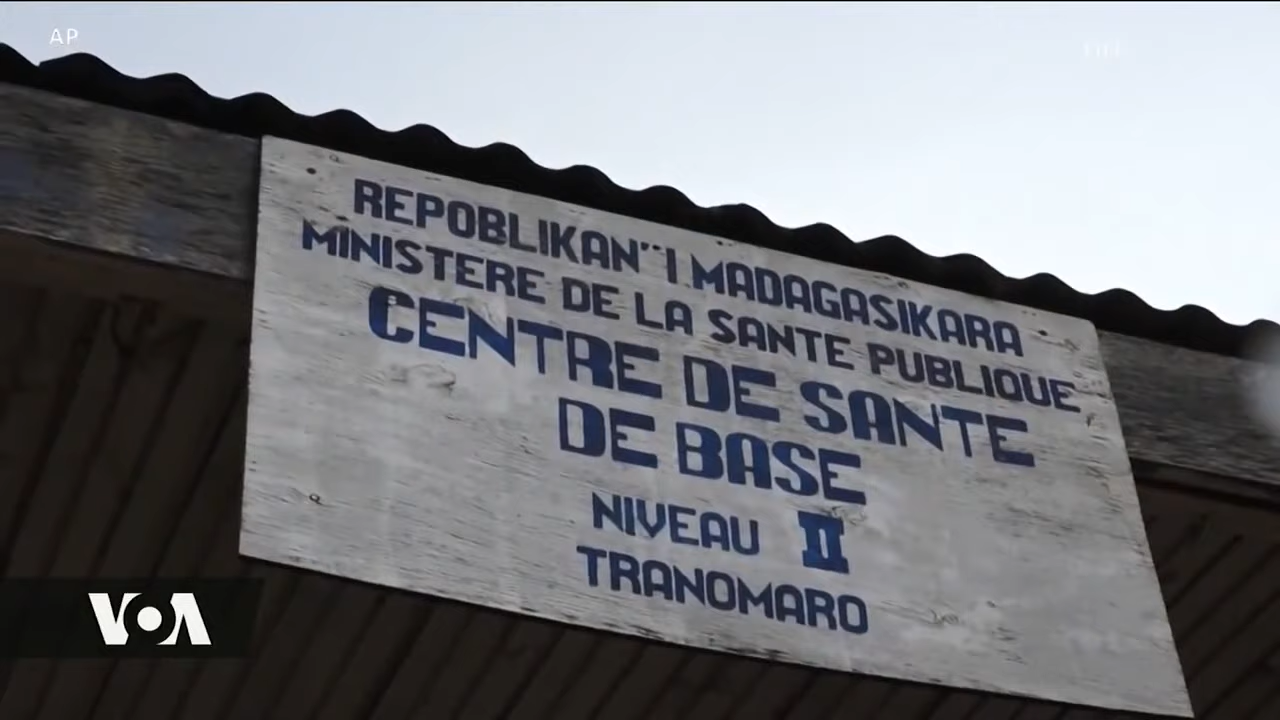 AP
REPOBLIKAN''I MADAGASIKARA
MINISTERE DE LA SANTE PUBLIQUE
CENTRE DE SANTE
DE BASE
NIVEAU II
TRANOMARO
VOA